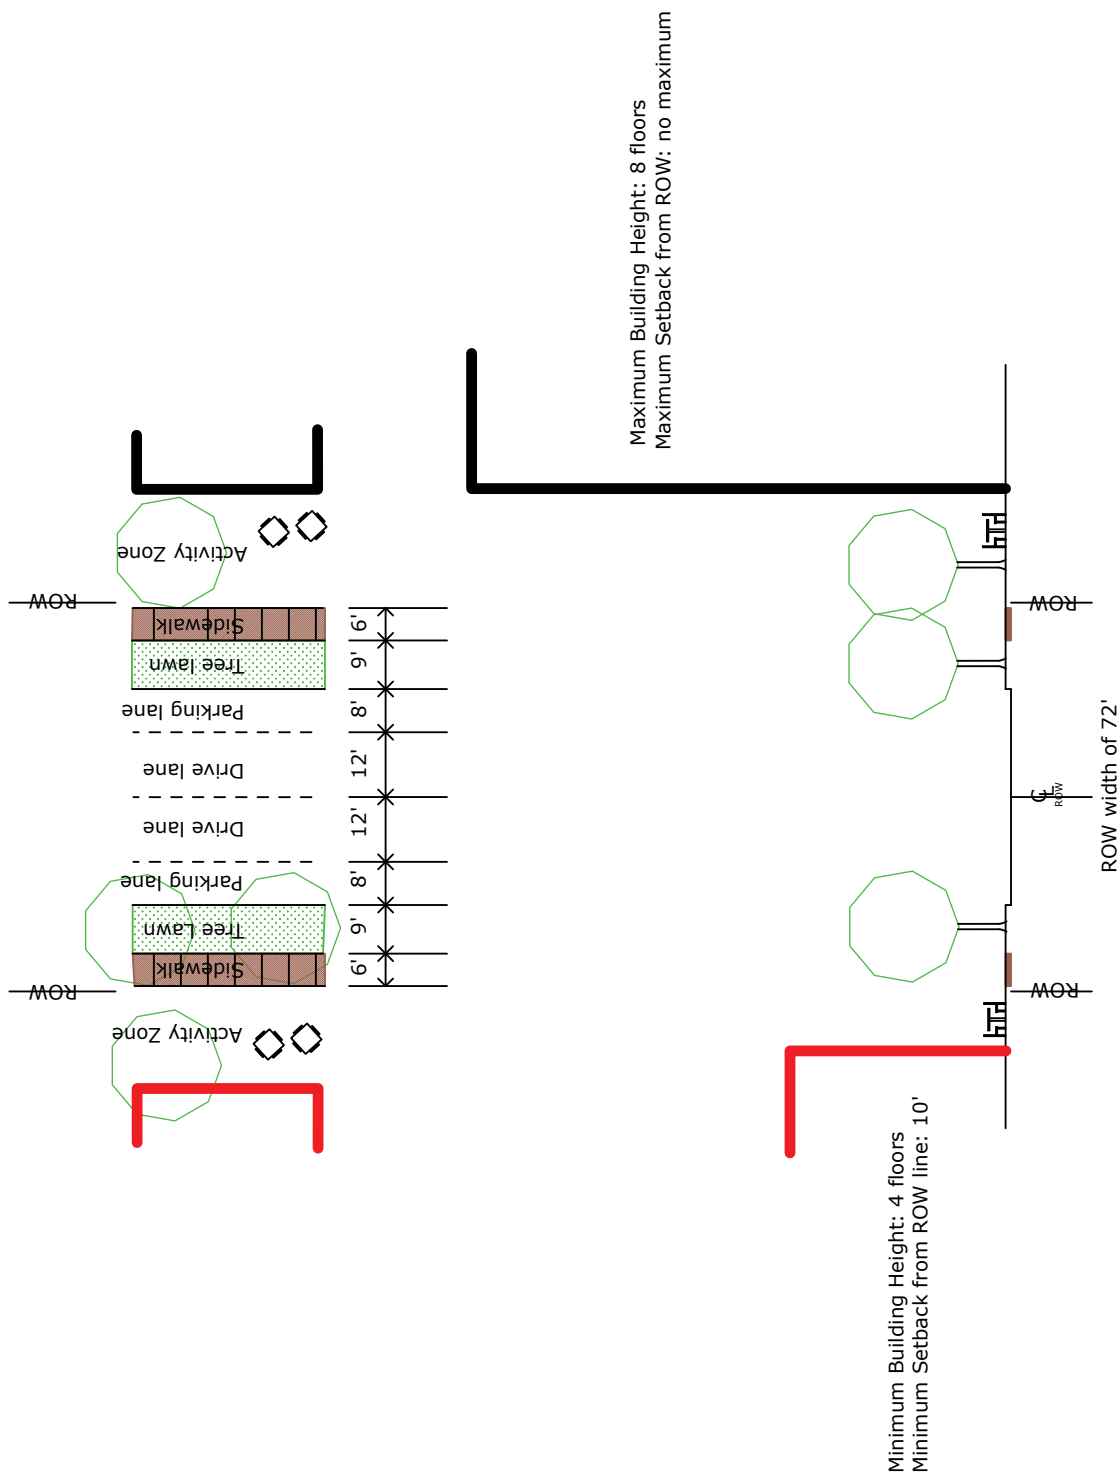 Maximum Building Height: 8 floors
Maximum Setback from ROW: no maximum
Activity Zone
ROW
Sidewalk
Tree lawn
Parking lane
Drive lane
Drive lane
Parking lane
Tree Lawn
Sidewalk
ROW
Activity Zone
6'
9'
8'
12'
12'
8'
9'
6'
ROW
CL
ROW
ROW
ROW width of 72'
Minimum Building Height: 4 floors
Minimum Setback from ROW line: 10'